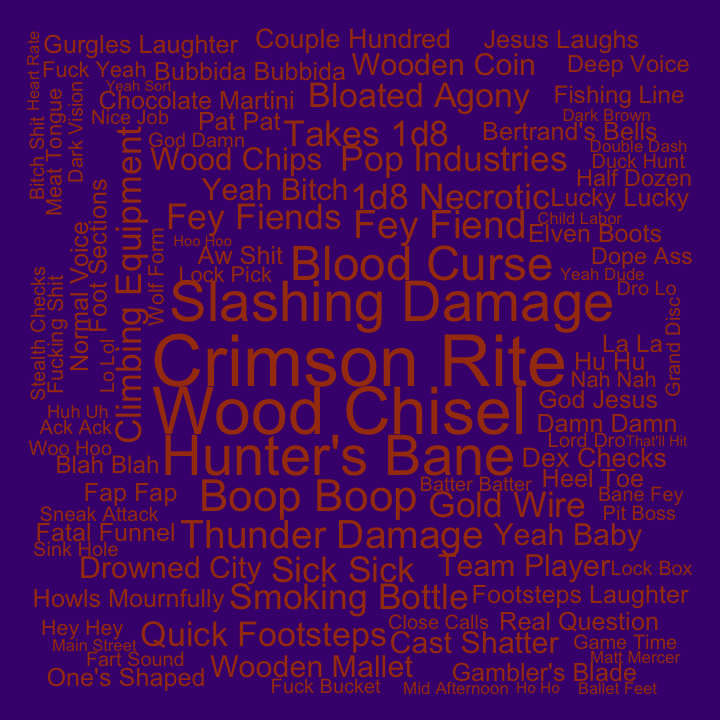 Gurgles Laughter
Couple Hundred
Jesus Laughs
Heart Rate
Fuck Yeah
Bubbida Bubbida
Wooden Coin
Deep Voice
Yeah Sort
Chocolate Martini
Bloated Agony
Fishing Line
Bitch Shit
Meat Tongue
Dark Vision
Nice Job
Pat Pat
Takes 1d8
Dark Brown
Bertrand's Bells
God Damn
Double Dash
Wood Chips
Pop Industries
Duck Hunt
Half Dozen
Yeah Bitch
1d8 Necrotic
Lucky Lucky
Climbing Equipment
Fey Fiends
Fey Fiend
Child Labor
Elven Boots
Foot Sections
Normal Voice
Wolf Form
Hoo Hoo
Aw Shit
Blood Curse
Dope Ass
Lock Pick
Yeah Dude
Stealth Checks
Fucking Shit
Slashing Damage
Dro Lo
Grand Disc
Lo Lol
Crimson Rite
La La
Hu Hu
Nah Nah
Wood Chisel
God Jesus
Huh Uh
Ack Ack
Damn Damn
Woo Hoo
Hunter's Bane
Lord Dro
That'll Hit
Blah Blah
Dex Checks
Fap Fap
Boop Boop
Batter Batter
Heel Toe
Gold Wire
Bane Fey
Sneak Attack
Pit Boss
Fatal Funnel
Thunder Damage
Yeah Baby
Sink Hole
Drowned City
Sick Sick
Team Player
Lock Box
Howls Mournfully
Smoking Bottle
Footsteps Laughter
Hey Hey
Quick Footsteps
Close Calls
Real Question
Main Street
Cast Shatter
Game Time
Fart Sound
Wooden Mallet
Matt Mercer
One's Shaped
Gambler's Blade
Fuck Bucket
Mid Afternoon
Ho Ho
Ballet Feet